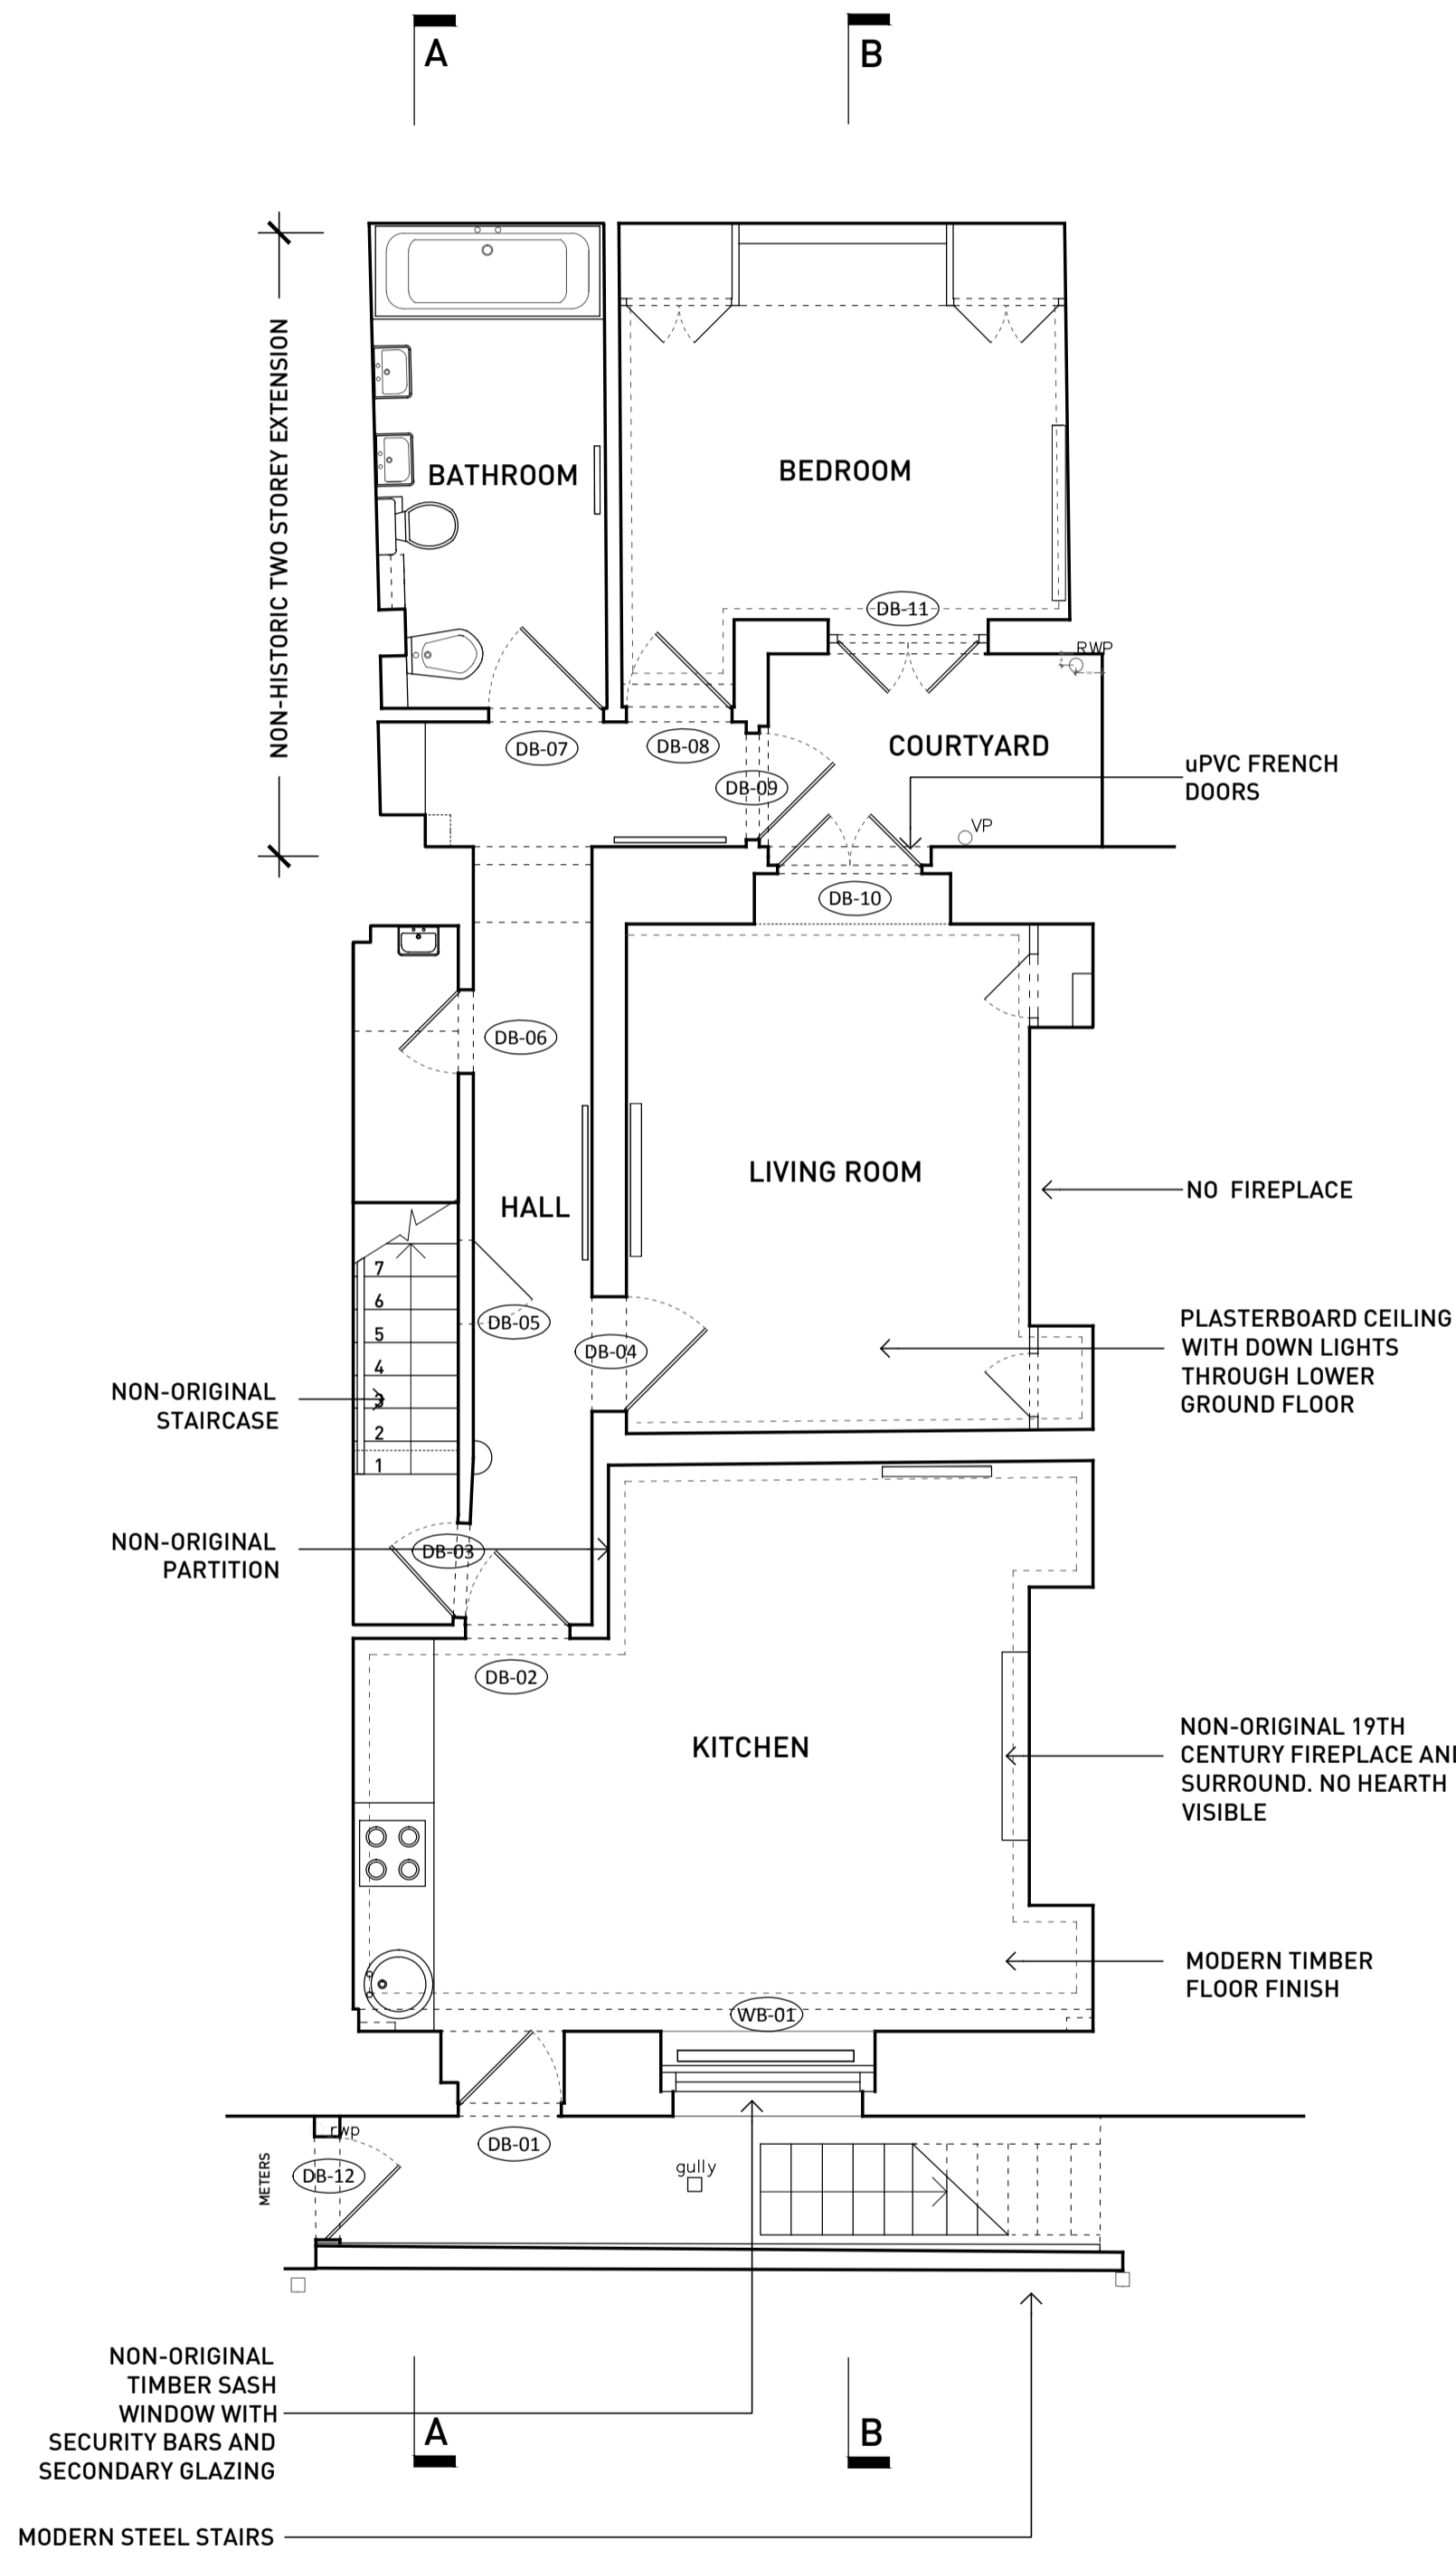 A
B
NON-HISTORIC TWO STOREY EXTENSION
BATHROOM
BEDROOM
DB-11
RWP
DB-07
DB-08
COURTYARD
DB-09
uPVC FRENCH
DOORS
VP
DB-10
DB-06
LIVING ROOM
NO FIREPLACE
HALL
7
6
5
4
3
2
1
DB-05
DB-04
PLASTERBOARD CEILING
WITH DOWN LIGHTS
THROUGH LOWER
GROUND FLOOR
NON-ORIGINAL
STAIRCASE
NON-ORIGINAL
PARTITION
DB-03
DB-02
KITCHEN
NON-ORIGINAL 19TH
CENTURY FIREPLACE AN
SURROUND. NO HEARTH
VISIBLE
MODERN TIMBER
FLOOR FINISH
WB-01
rwp
DB-01
METERS
DB-12
gully
NON-ORIGINAL
TIMBER SASH
WINDOW WITH
SECURITY BARS AND
SECONDARY GLAZING
A
B
MODERN STEEL STAIRS